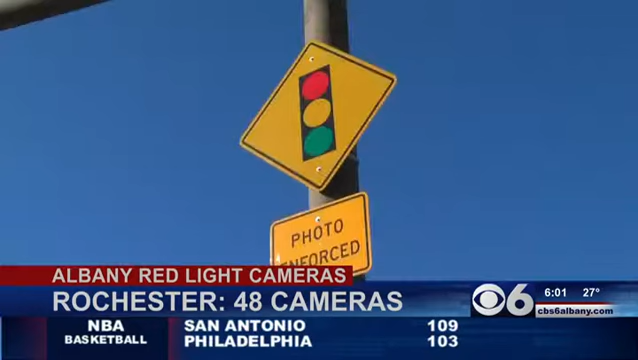 PHOTO
ENFORCED
ALBANY RED LIGHT CAMERAS
ROCHESTER: 48 CAMERAS
6 6:01 27°
cbs6albany.com
NBA BASKETBALL
SAN ANTONIO 109
PHILADELPHIA 103